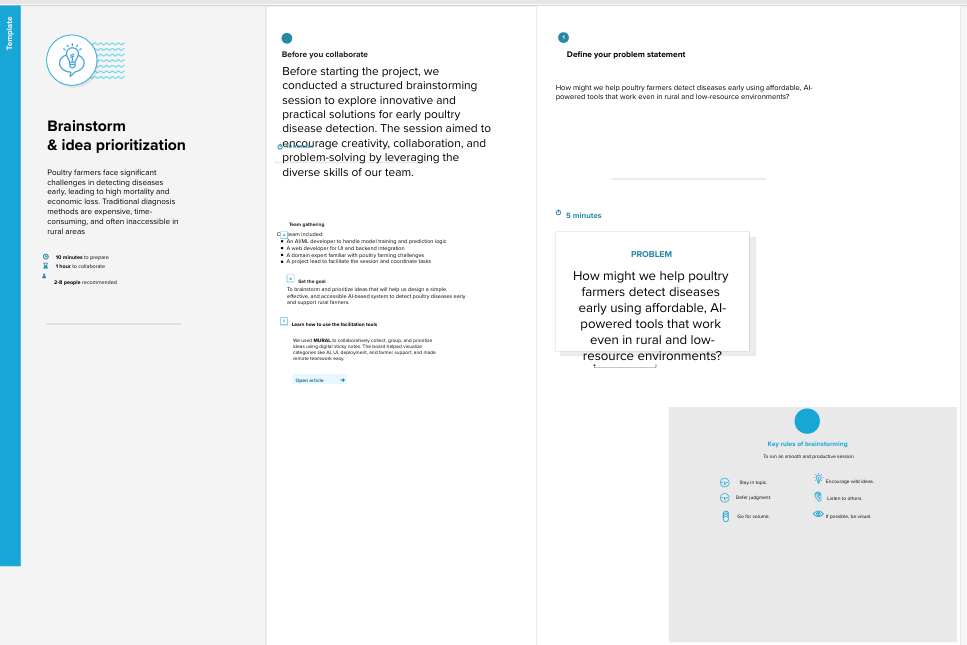 Template
Brainstorm
& idea prioritization
Poultry farmers face significant
challenges in detecting diseases
early, leading to high mortality and
economic loss. Traditional diagnosis
methods are expensive, time-
consuming, and often inaccessible in
rural areas
10 minutes to prepare
1 hour to collaborate
2-8 people recommended
Before you collaborate
Before starting the project, we
conducted a structured brainstorming
session to explore innovative and
practical solutions for early poultry
disease detection. The session aimed to
encourage creativity, collaboration, and
problem-solving by leveraging the
diverse skills of our team.
Team gathering
team included:
● An AI/ML developer to handle model training and prediction logic
● A web developer for UI and backend integration
● A domain expert familiar with poultry farming challenges
● A project lead to facilitate the session and coordinate tasks
Set the goal
To brainstorm and prioritize ideas that will help us design a simple,
effective, and accessible AI-based system to detect poultry diseases early
and support rural farmers.
Learn how to use the facilitation tools
We used MURAL to collaboratively collect, group, and prioritize
ideas using digital sticky notes. The board helped visualize
categories like AI, UI, deployment, and farmer support, and made
remote teamwork easy.
Open article
1
Define your problem statement
How might we help poultry farmers detect diseases early using affordable, AI-
powered tools that work even in rural and low-resource environments?
5 minutes
PROBLEM
How might we help poultry
farmers detect diseases
early using affordable, AI-
powered tools that work
even in rural and low-
resource environments?
Key rules of brainstorming
To run an smooth and productive session
Stay in topic.
Encourage wild ideas.
Defer judgment.
Listen to others.
Go for volume.
If possible, be visual.